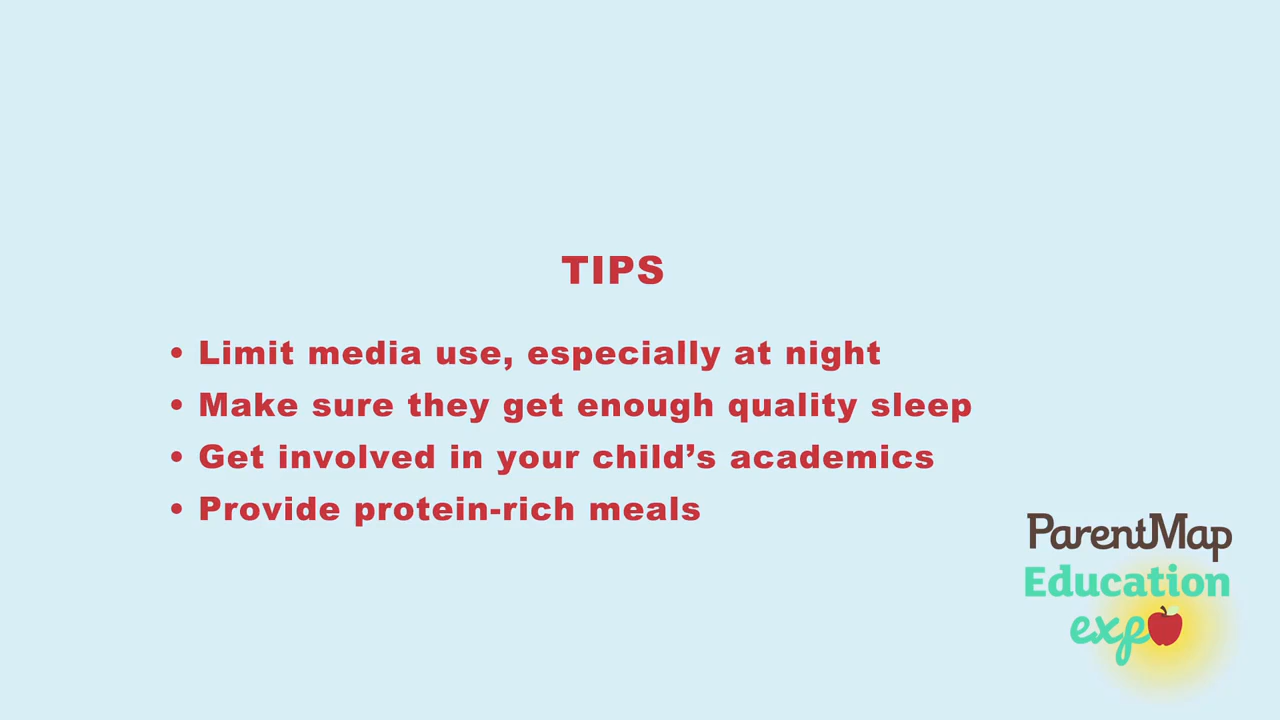 TIPS
• Limit media use, especially at night
• Make sure they get enough quality sleep
• Get involved in your child’s academics
• Provide protein-rich meals
ParentMap
Education
expo